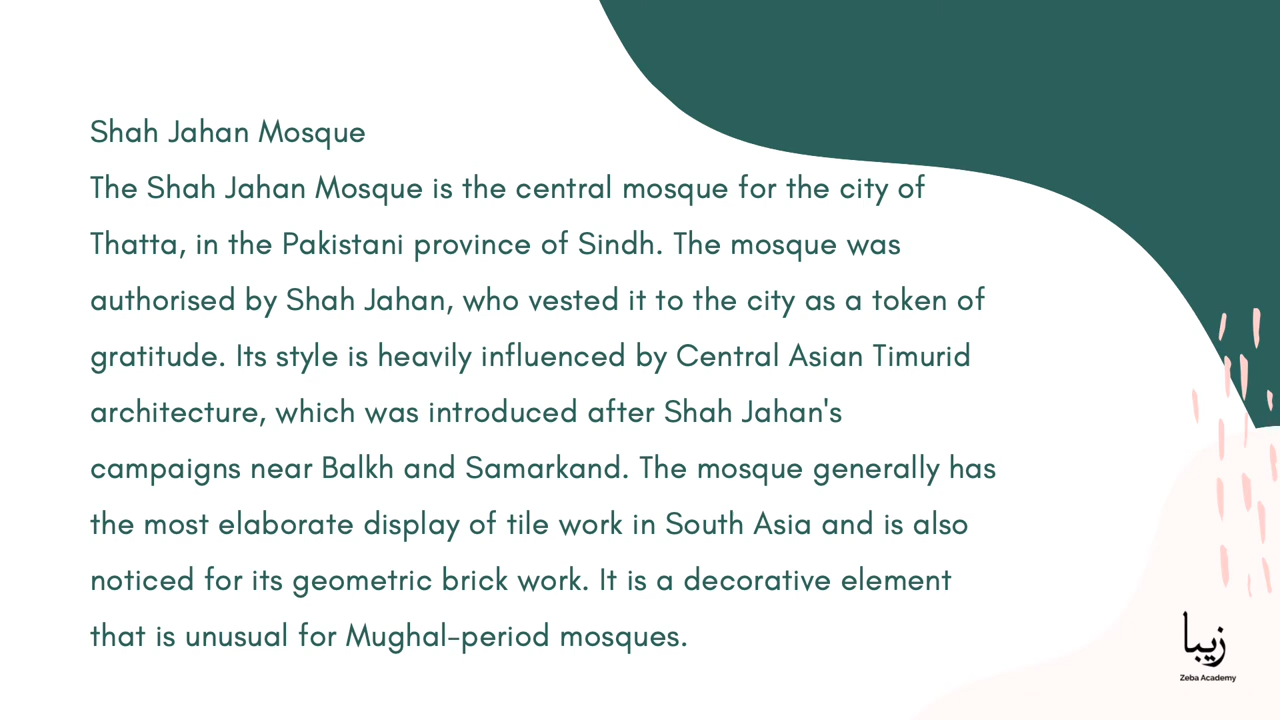 Shah Jahan Mosque
The Shah Jahan Mosque is the central mosque for the city of
Thatta, in the Pakistani province of Sindh. The mosque was
authorised by Shah Jahan, who vested it to the city as a token of
gratitude. Its style is heavily influenced by Central Asian Timurid
architecture, which was introduced after Shah Jahan's
campaigns near Balkh and Samarkand. The mosque generally has
the most elaborate display of tile work in South Asia and is also
noticed for its geometric brick work. It is a decorative element
that is unusual for Mughal-period mosques.
زیبا
Zeba Academy